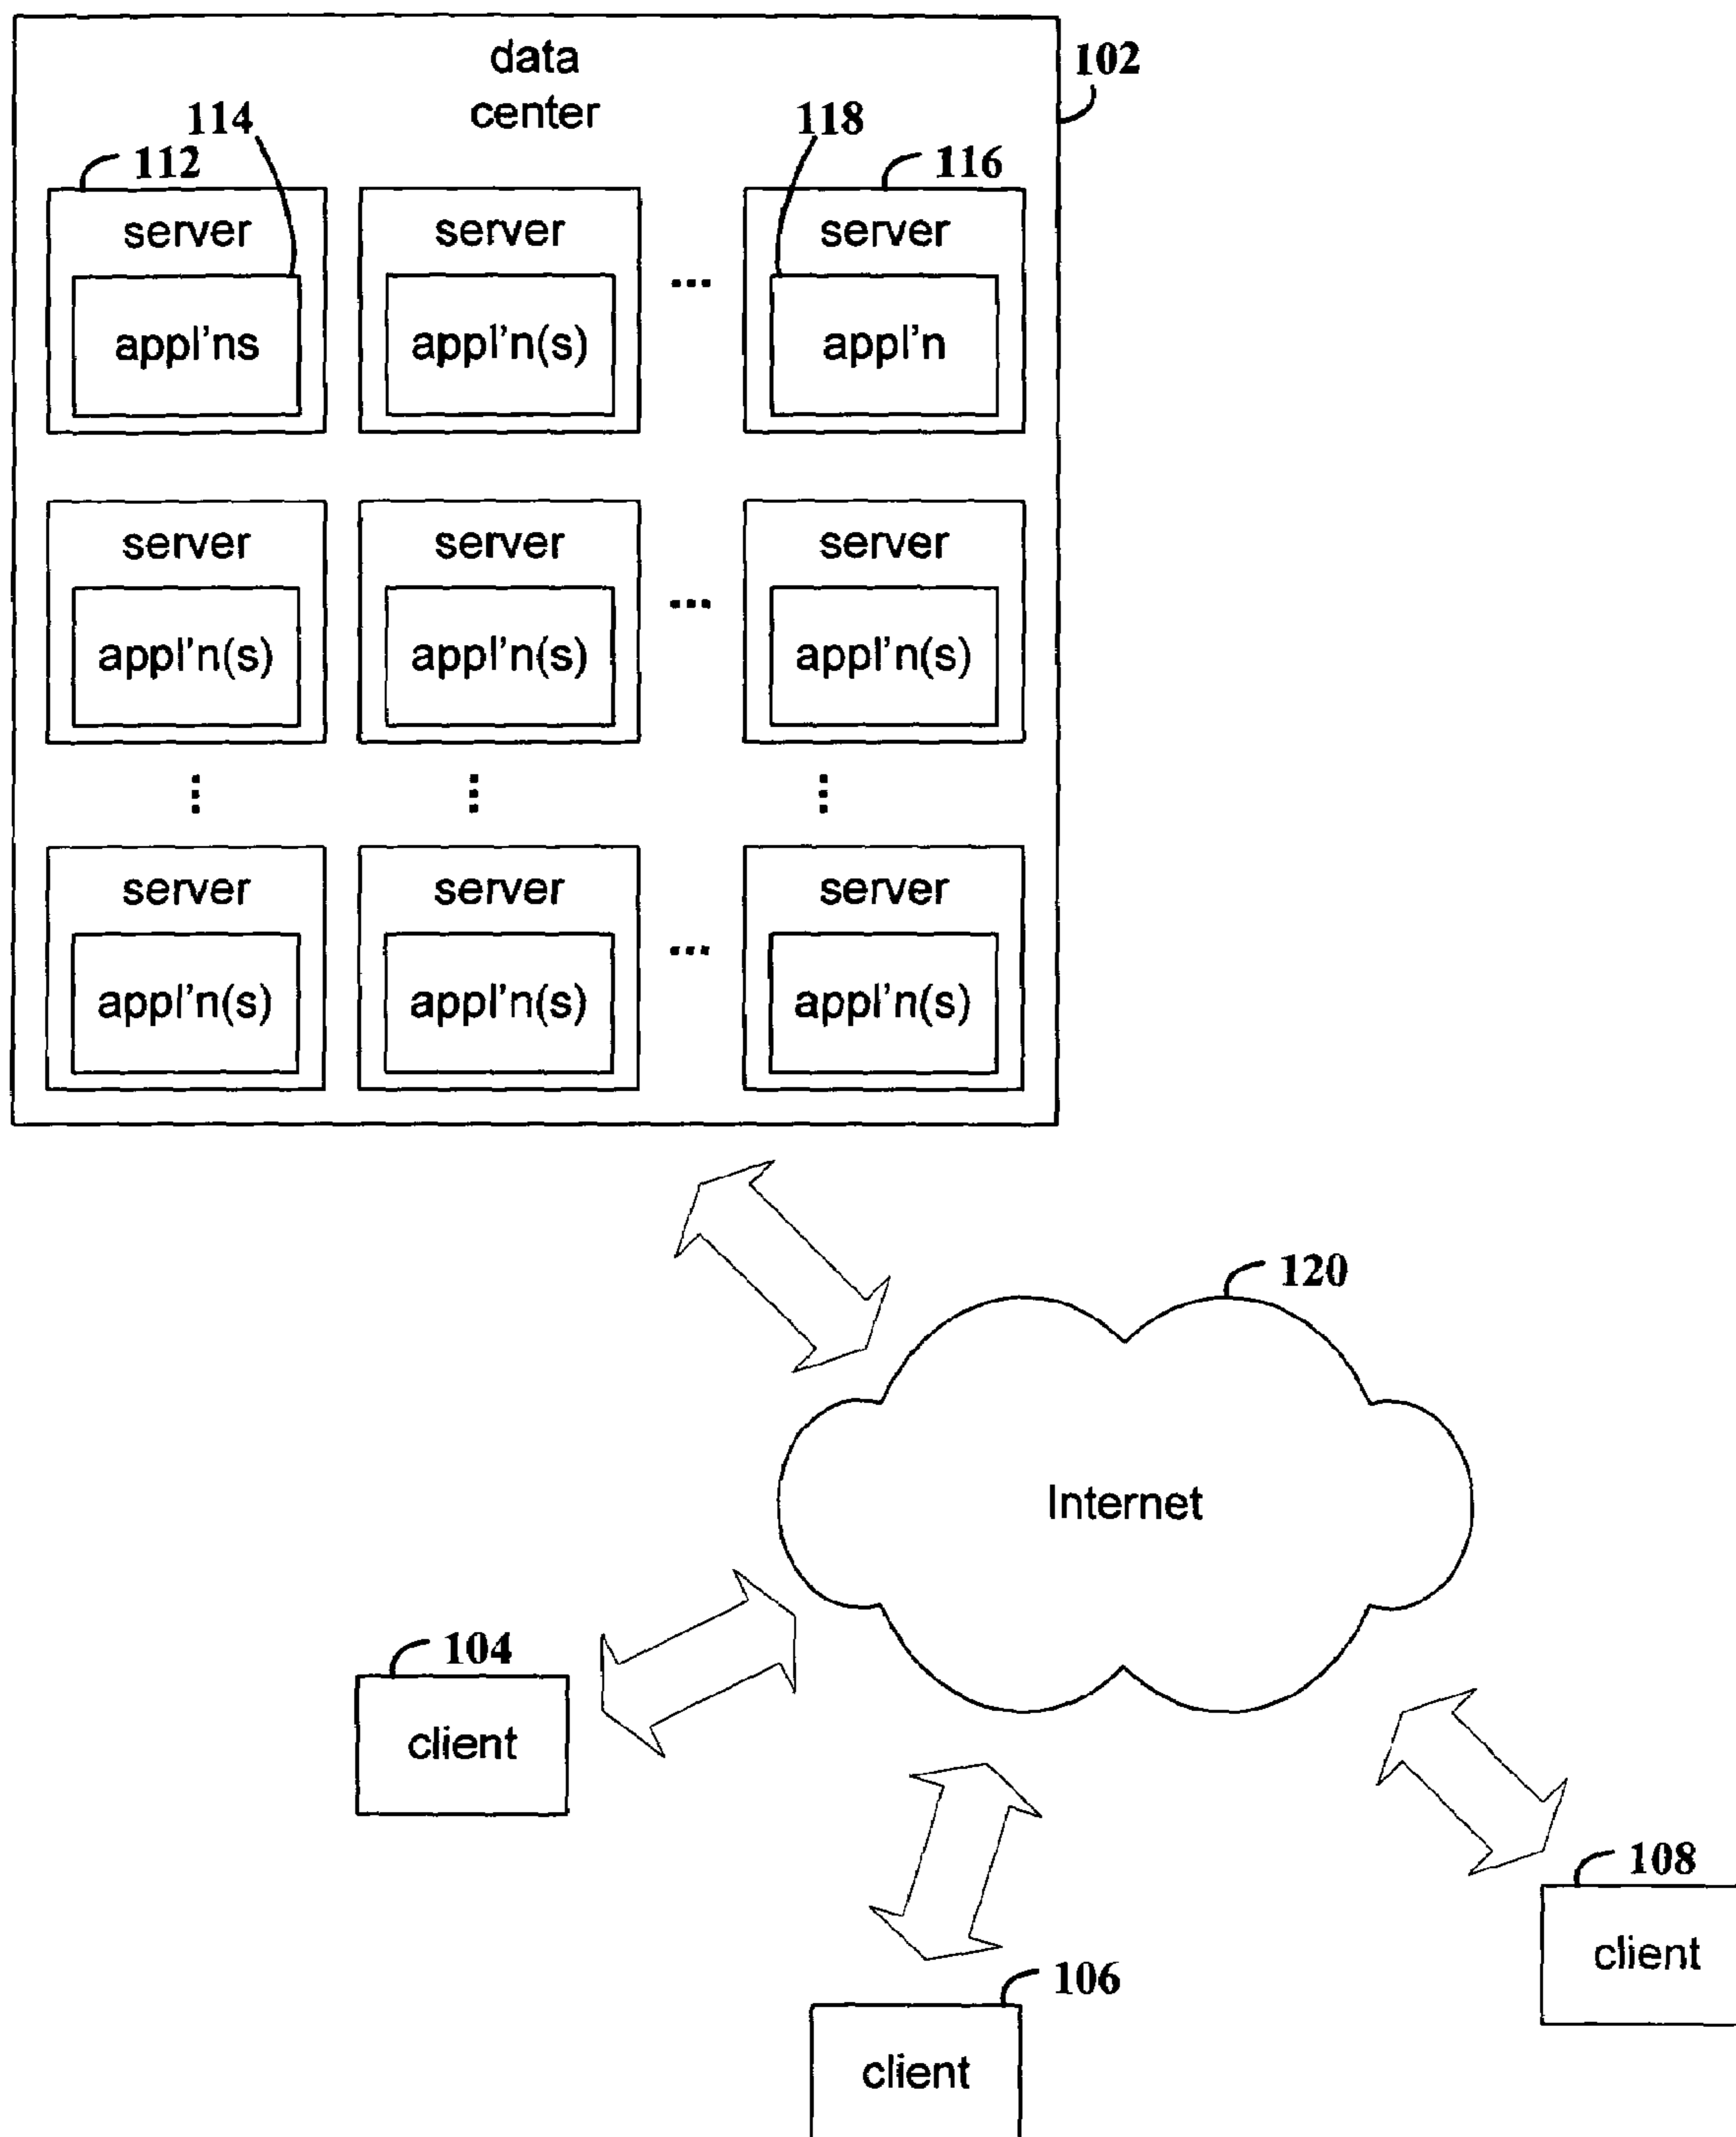 data
center
102
114
118
112
116
server
server
server
appl'ns
appl'n(s)
...
appl'n
server
server
server
appl'n(s)
appl'n(s)
...
appl'n(s)
server
server
server
appl'n(s)
appl'n(s)
...
appl'n(s)
120
Internet
104
client
108
client
106
client